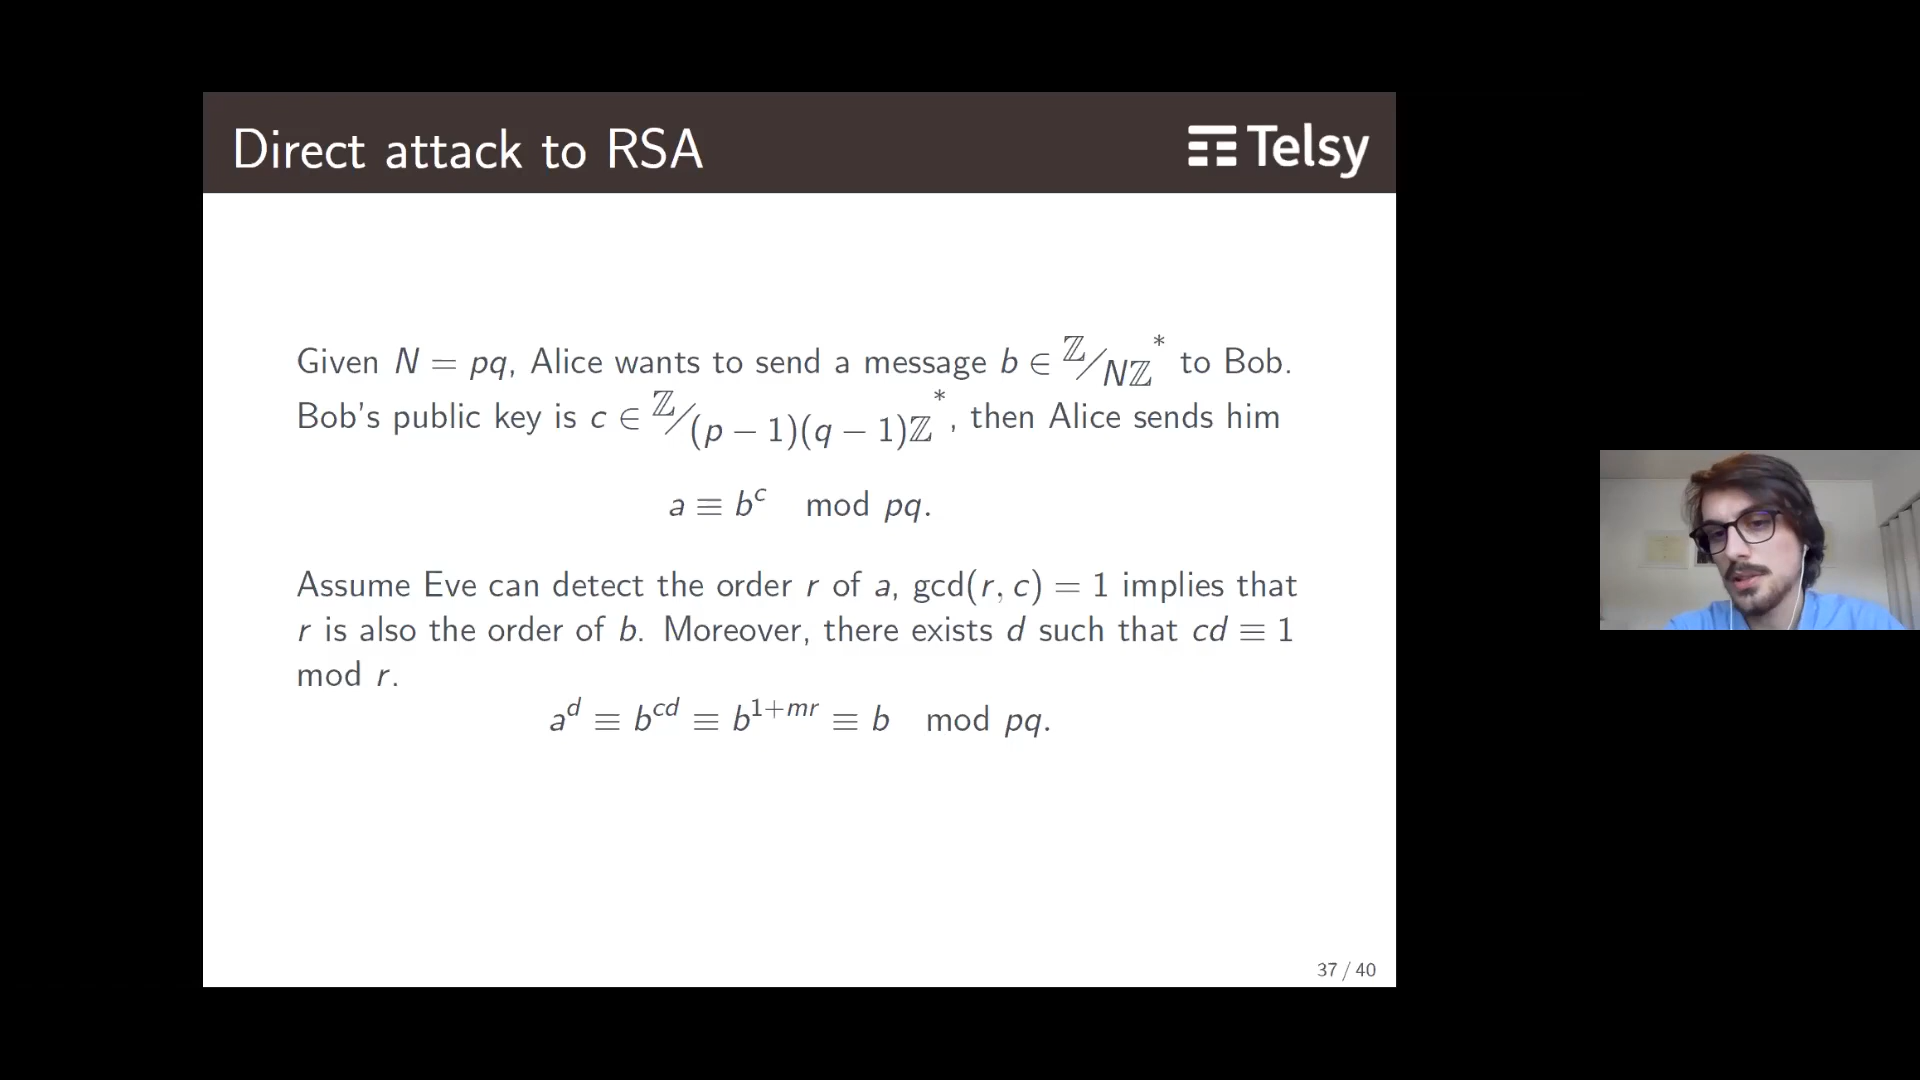 Direct attack to RSA
Telsy
Given N = pq, Alice wants to send a message b ∈ ℤ/Nℤ* to Bob.
Bob's public key is c ∈ ℤ/(p − 1)(q − 1)ℤ*, then Alice sends him
a ≡ b^c mod pq.
Assume Eve can detect the order r of a, gcd(r, c) = 1 implies that
r is also the order of b. Moreover, there exists d such that cd ≡ 1
mod r.
a^d ≡ b^{cd} ≡ b^{1+mr} ≡ b mod pq.
37 / 40